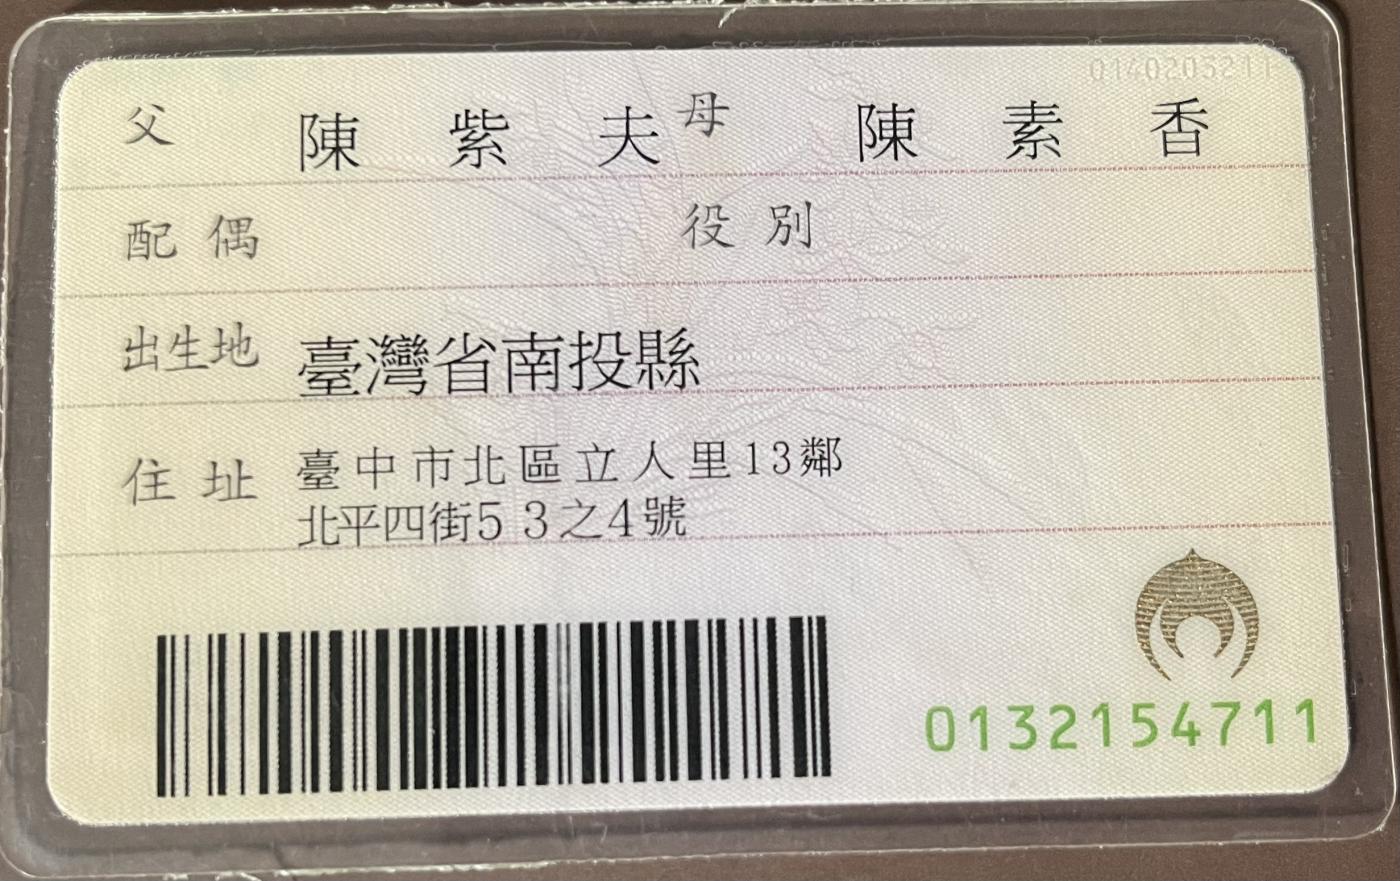 0140203211
父 陳紫夫 母 陳素香
配偶 役別
出生地 臺灣省南投縣
住址 臺中市北區立人里13鄰
北平四街53之4號
0132154711